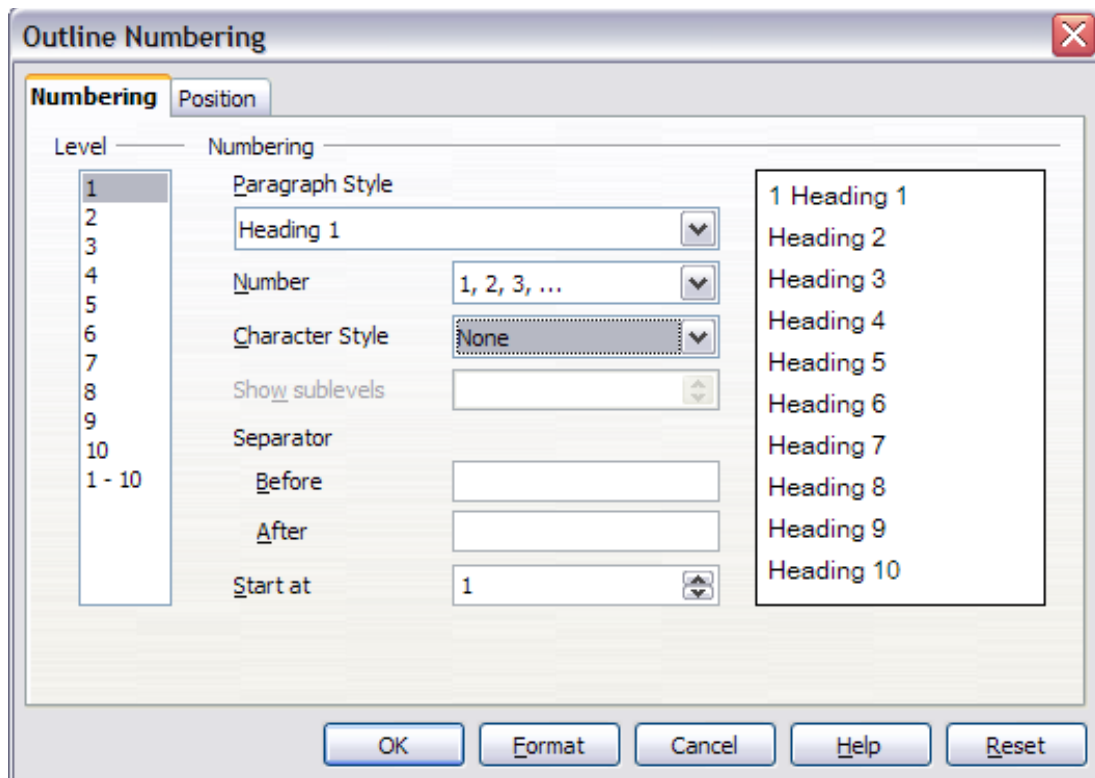 Outline Numbering
Numbering Position
Level
1
2
3
4
5
6
7
8
9
10
1 - 10
Numbering
Paragraph Style
Heading 1
Number 1, 2, 3, ...
Character Style None
Show sublevels
Separator
Before
After
Start at 1
1 Heading 1
Heading 2
Heading 3
Heading 4
Heading 5
Heading 6
Heading 7
Heading 8
Heading 9
Heading 10
OK Format Cancel Help Reset